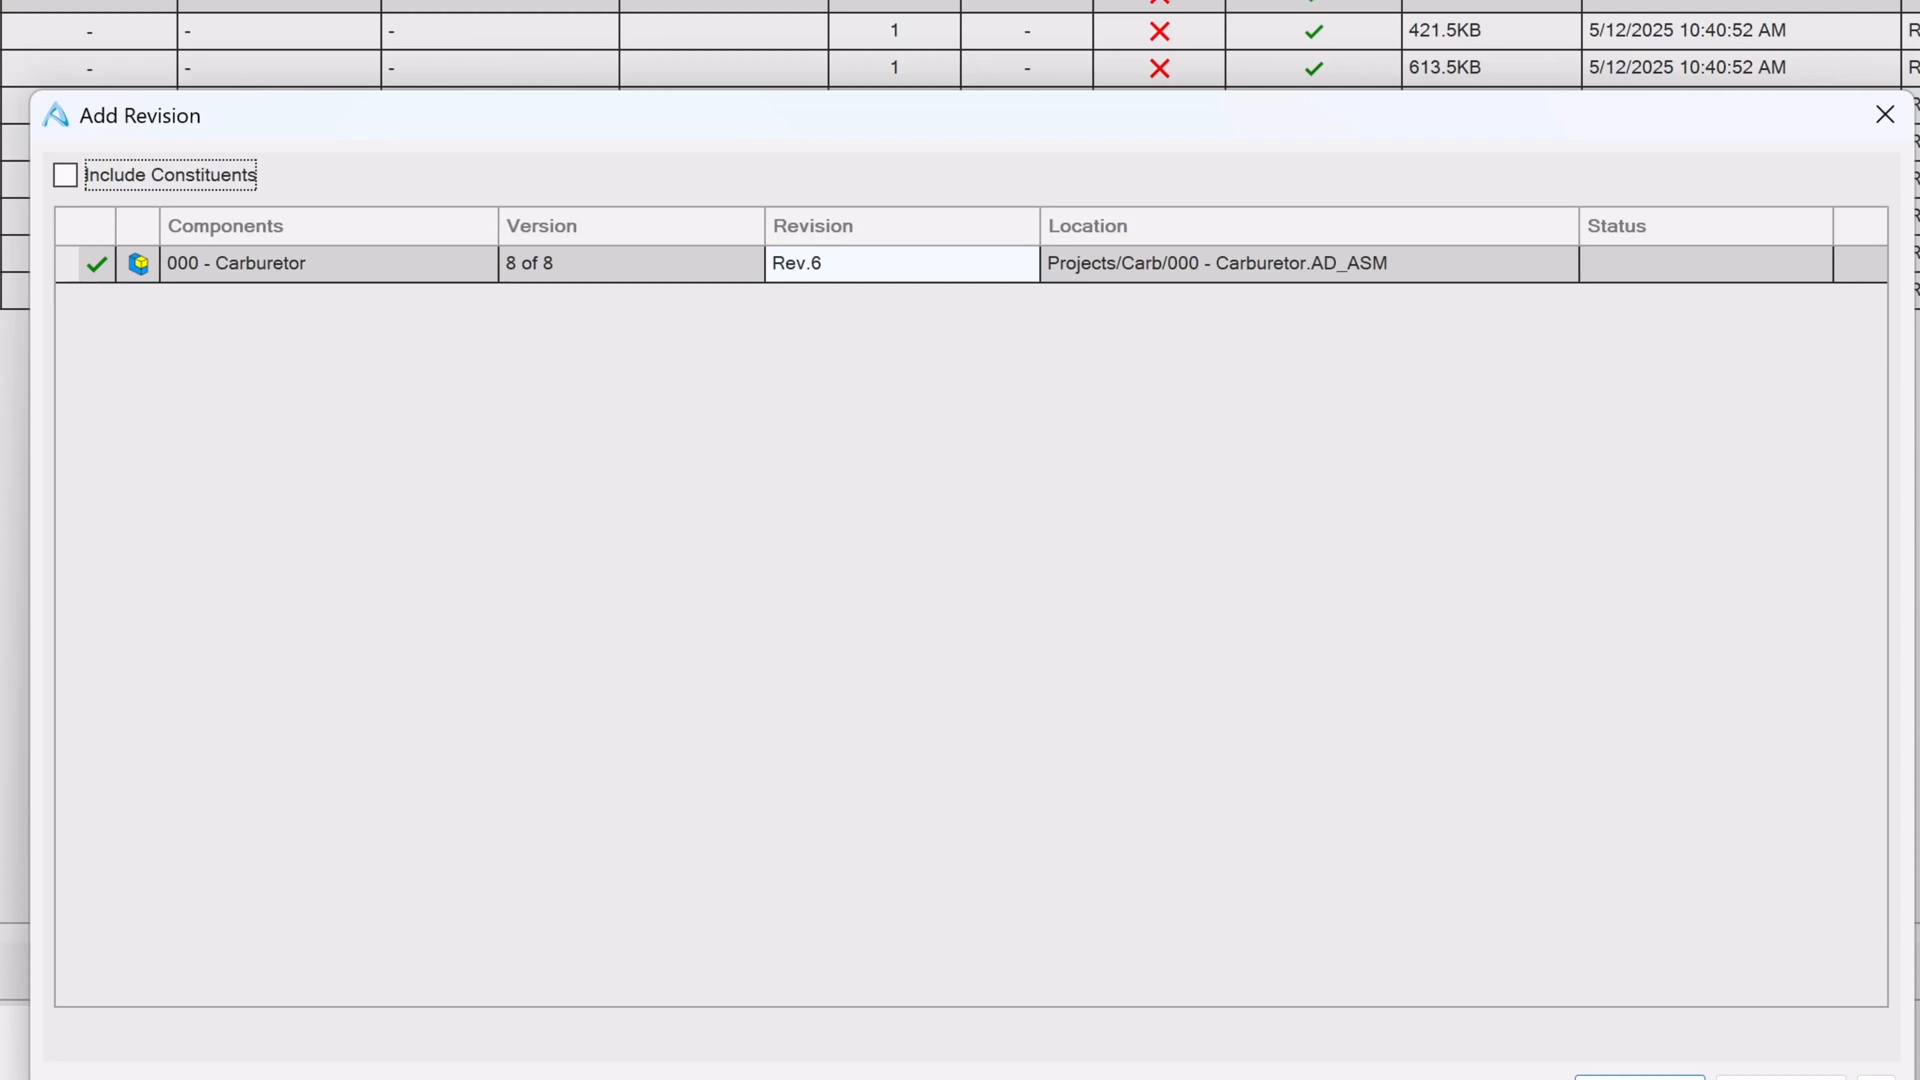 - - - 1 - 421.5KB 5/12/2025 10:40:52 AM R
- - - 1 - 613.5KB 5/12/2025 10:40:52 AM R
Add Revision
Include Constituents
Components Version Revision Location Status
000 - Carburetor 8 of 8 Rev.6 Projects/Carb/000 - Carburetor.AD_ASM